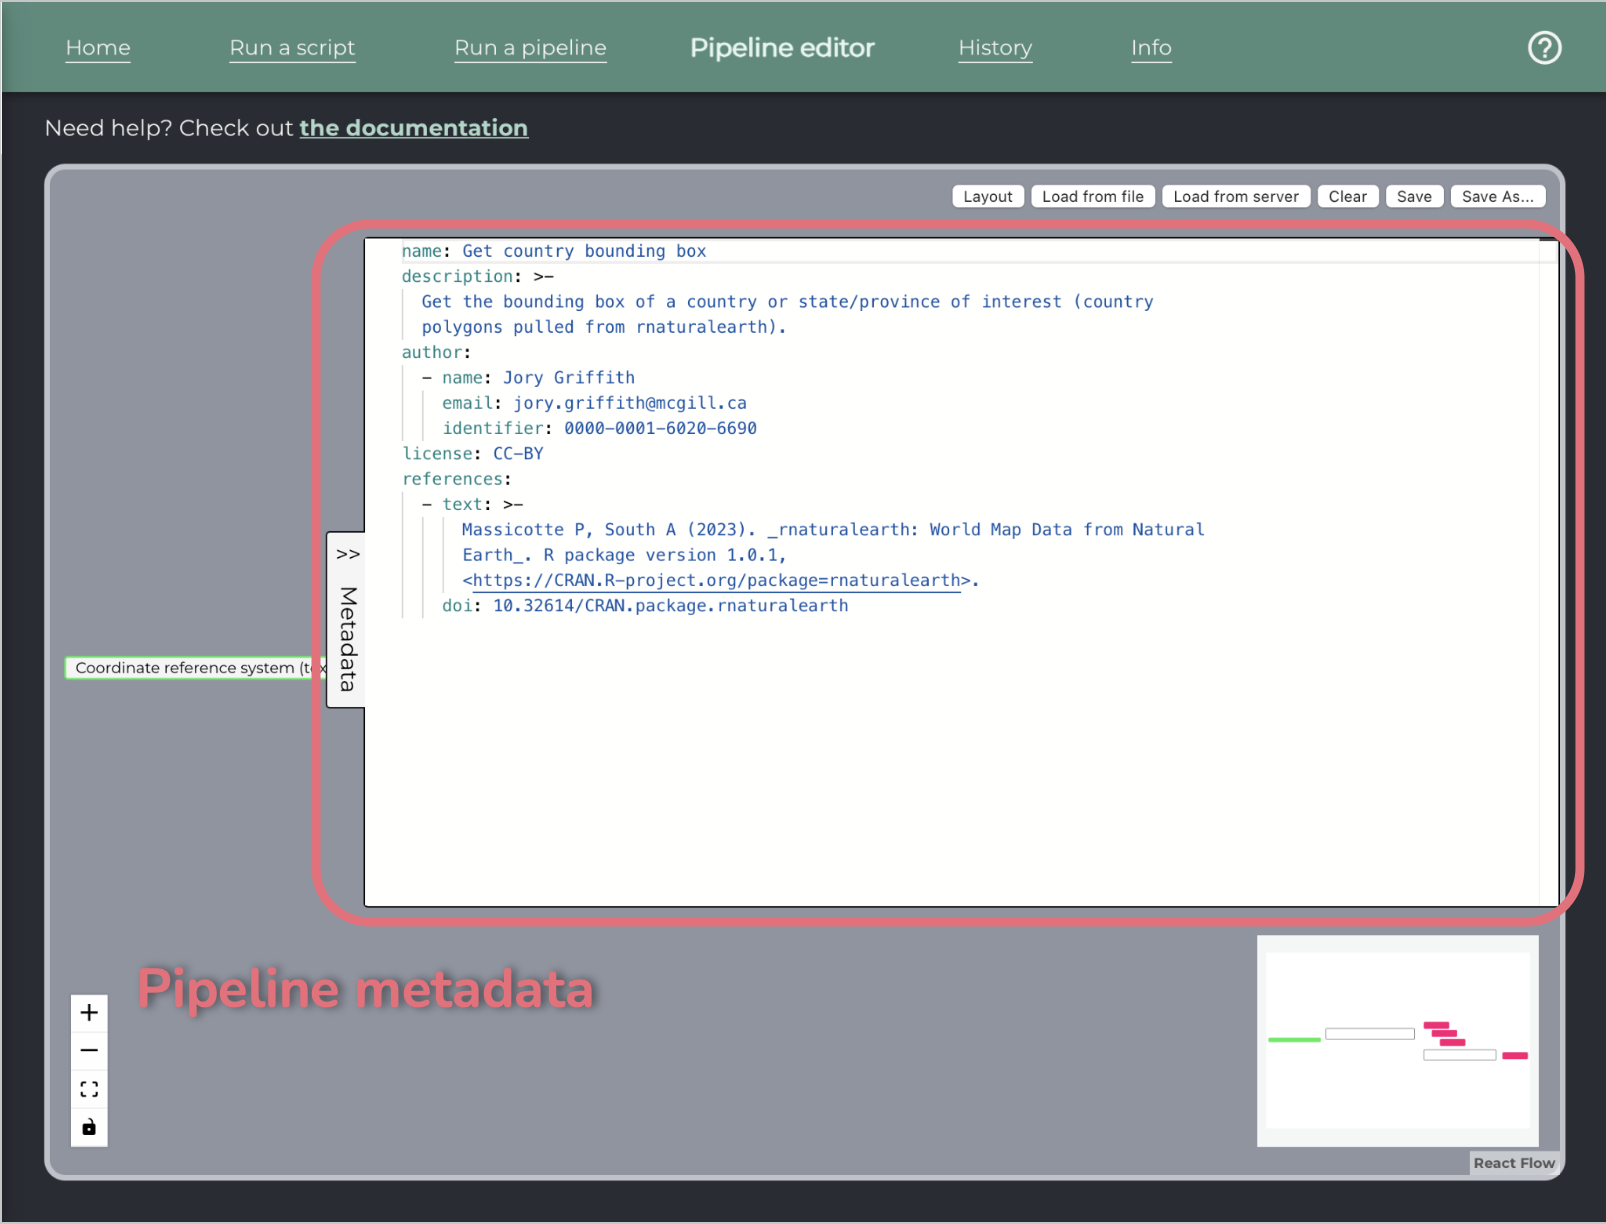 Home Run a script Run a pipeline Pipeline editor History Info ?
Need help? Check out the documentation
Layout Load from file Load from server Clear Save Save As...
name: Get country bounding box
description: >-
Get the bounding box of a country or state/province of interest (country
polygons pulled from rnaturalearth).
author:
- name: Jory Griffith
email: jory.griffith@mcgill.ca
identifier: 0000-0001-6020-6690
license: CC-BY
references:
- text: >-
Massicotte P, South A (2023). _rnaturalearth: World Map Data from Natural
Earth_. R package version 1.0.1,
<https://CRAN.R-project.org/package=rnaturalearth>.
doi: 10.32614/CRAN.package.rnaturalearth
>> Metadata
Coordinate reference system (tex
Pipeline metadata
React Flow